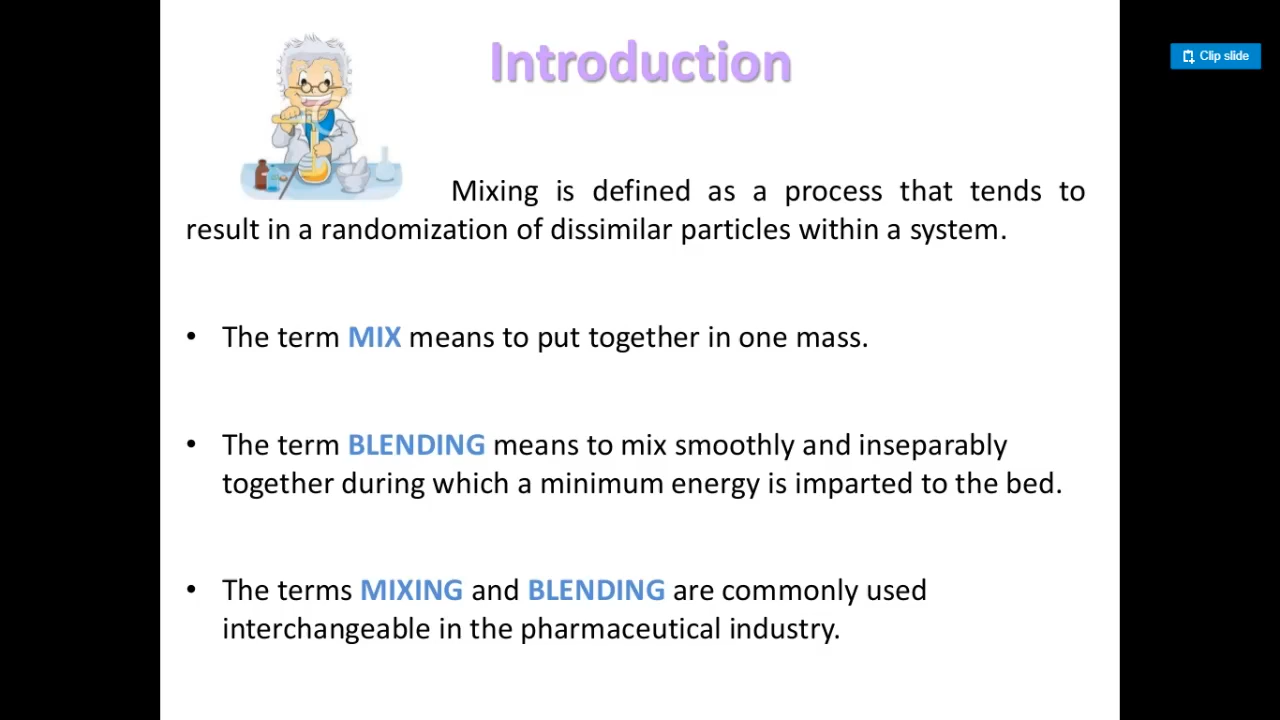 Introduction
Clip slide
Mixing is defined as a process that tends to
result in a randomization of dissimilar particles within a system.
• The term MIX means to put together in one mass.
• The term BLENDING means to mix smoothly and inseparably
together during which a minimum energy is imparted to the bed.
• The terms MIXING and BLENDING are commonly used
interchangeable in the pharmaceutical industry.